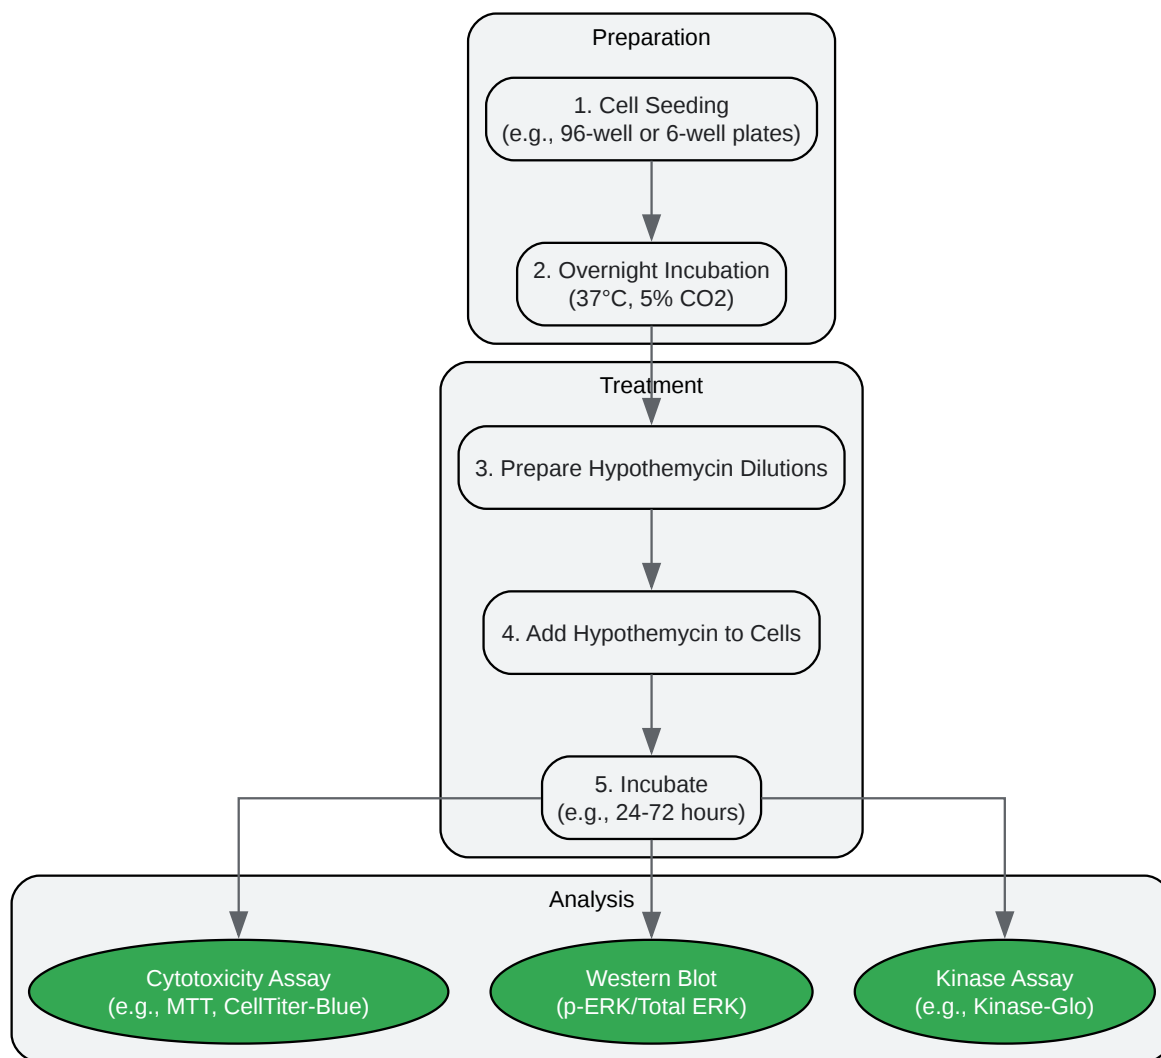 Preparation
1. Cell Seeding
(e.g., 96-well or 6-well plates)
2. Overnight Incubation
(37°C, 5% CO2)
Treatment
3. Prepare Hypothemycin Dilutions
4. Add Hypothemycin to Cells
5. Incubate
(e.g., 24-72 hours)
Analysis
Cytotoxicity Assay
(e.g., MTT, CellTiter-Blue)
Western Blot
(p-ERK/Total ERK)
Kinase Assay
(e.g., Kinase-Glo)